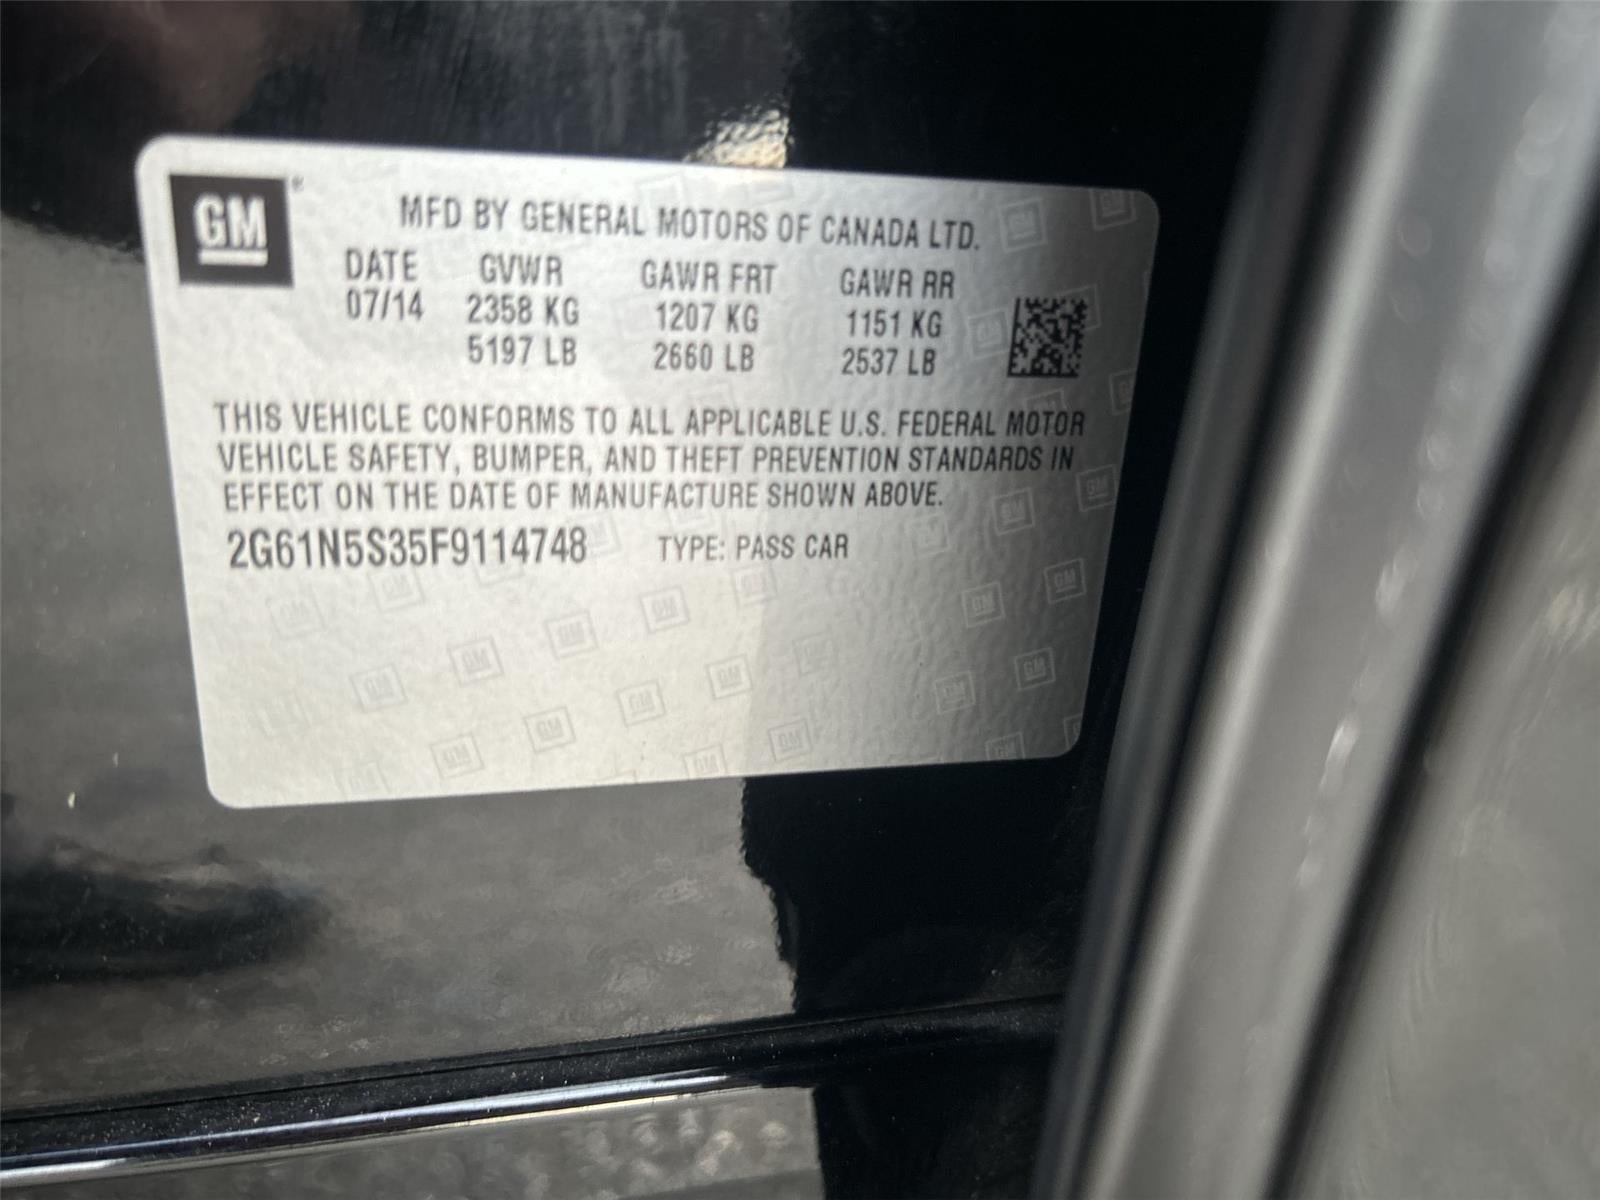 GM
MFD BY GENERAL MOTORS OF CANADA LTD.
DATE GVWR GAWR FRT GAWR RR
07/14 2358 KG 1207 KG 1151 KG
5197 LB 2660 LB 2537 LB
THIS VEHICLE CONFORMS TO ALL APPLICABLE U.S. FEDERAL MOTOR
VEHICLE SAFETY, BUMPER, AND THEFT PREVENTION STANDARDS IN
EFFECT ON THE DATE OF MANUFACTURE SHOWN ABOVE.
2G61N5S35F9114748 TYPE: PASS CAR